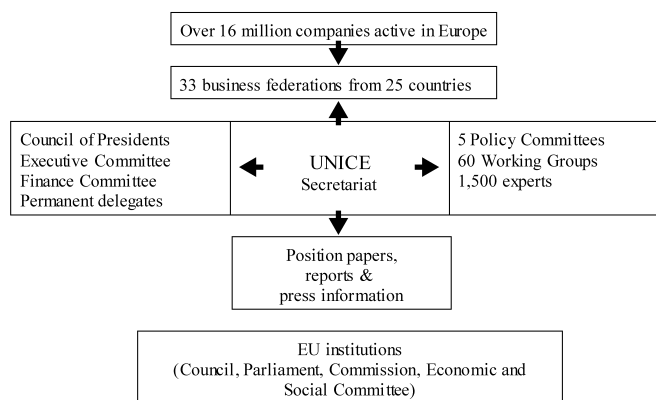 Over 16 million companies active in Europe
33 business federations from 25 countries
Council of Presidents
Executive Committee
Finance Committee
Permanent delegates
UNICE
Secretariat
5 Policy Committees
60 Working Groups
1,500 experts
Position papers,
reports &
press information
EU institutions
(Council, Parliament, Commission, Economic and
Social Committee)